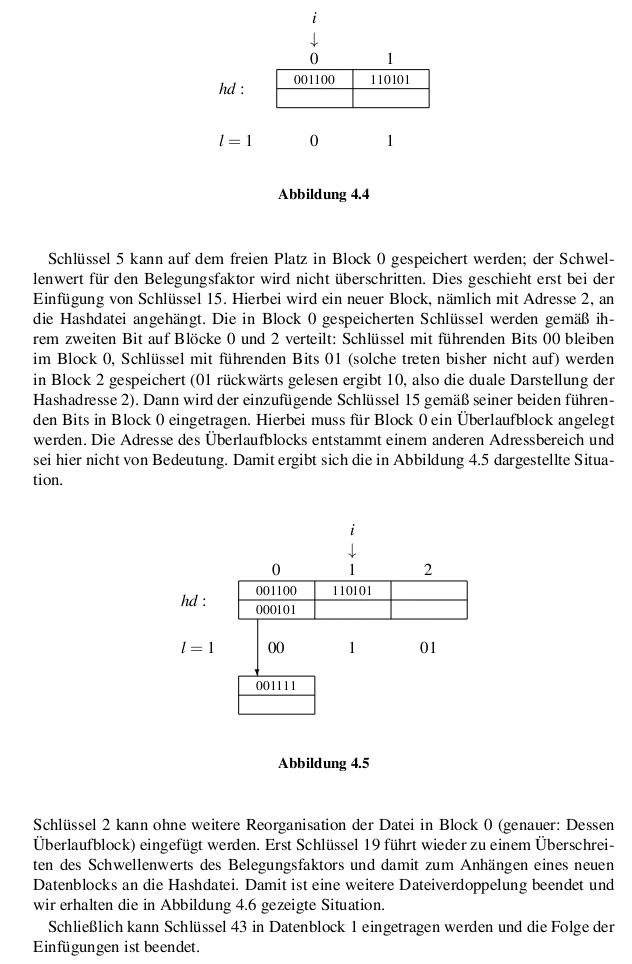 i
↓
0 1
hd : 001100 110101
l = 1 0 1
Abbildung 4.4
Schlüssel 5 kann auf dem freien Platz in Block 0 gespeichert werden; der Schwel-
lenwert für den Belegungsfaktor wird nicht überschritten. Dies geschieht erst bei der
Einfügung von Schlüssel 15. Hierbei wird ein neuer Block, nämlich mit Adresse 2, an
die Hashdatei angehängt. Die in Block 0 gespeicherten Schlüssel werden gemäß ih-
rem zweiten Bit auf Blöcke 0 und 2 verteilt: Schlüssel mit führenden Bits 00 bleiben
im Block 0, Schlüssel mit führenden Bits 01 (solche treten bisher nicht auf) werden
in Block 2 gespeichert (01 rückwärts gelesen ergibt 10, also die duale Darstellung der
Hashadresse 2). Dann wird der einzufügende Schlüssel 15 gemäß seiner beiden führen-
den Bits in Block 0 eingetragen. Hierbei muss für Block 0 ein Überlaufblock angelegt
werden. Die Adresse des Überlaufblocks entstammt einem anderen Adressbereich und
sei hier nicht von Bedeutung. Damit ergibt sich die in Abbildung 4.5 dargestellte Situa-
tion.
i
↓
0 1 2
001100 110101
hd :
000101
l = 1 00 1 01
001111
Abbildung 4.5
Schlüssel 2 kann ohne weitere Reorganisation der Datei in Block 0 (genauer: Dessen
Überlaufblock) eingefügt werden. Erst Schlüssel 19 führt wieder zu einem Überschrei-
ten des Schwellenwerts des Belegungsfaktors und damit zum Anhängen eines neuen
Datenblocks an die Hashdatei. Damit ist eine weitere Dateiverdoppelung beendet und
wir erhalten die in Abbildung 4.6 gezeigte Situation.
Schließlich kann Schlüssel 43 in Datenblock 1 eingetragen werden und die Folge der
Einfügungen ist beendet.